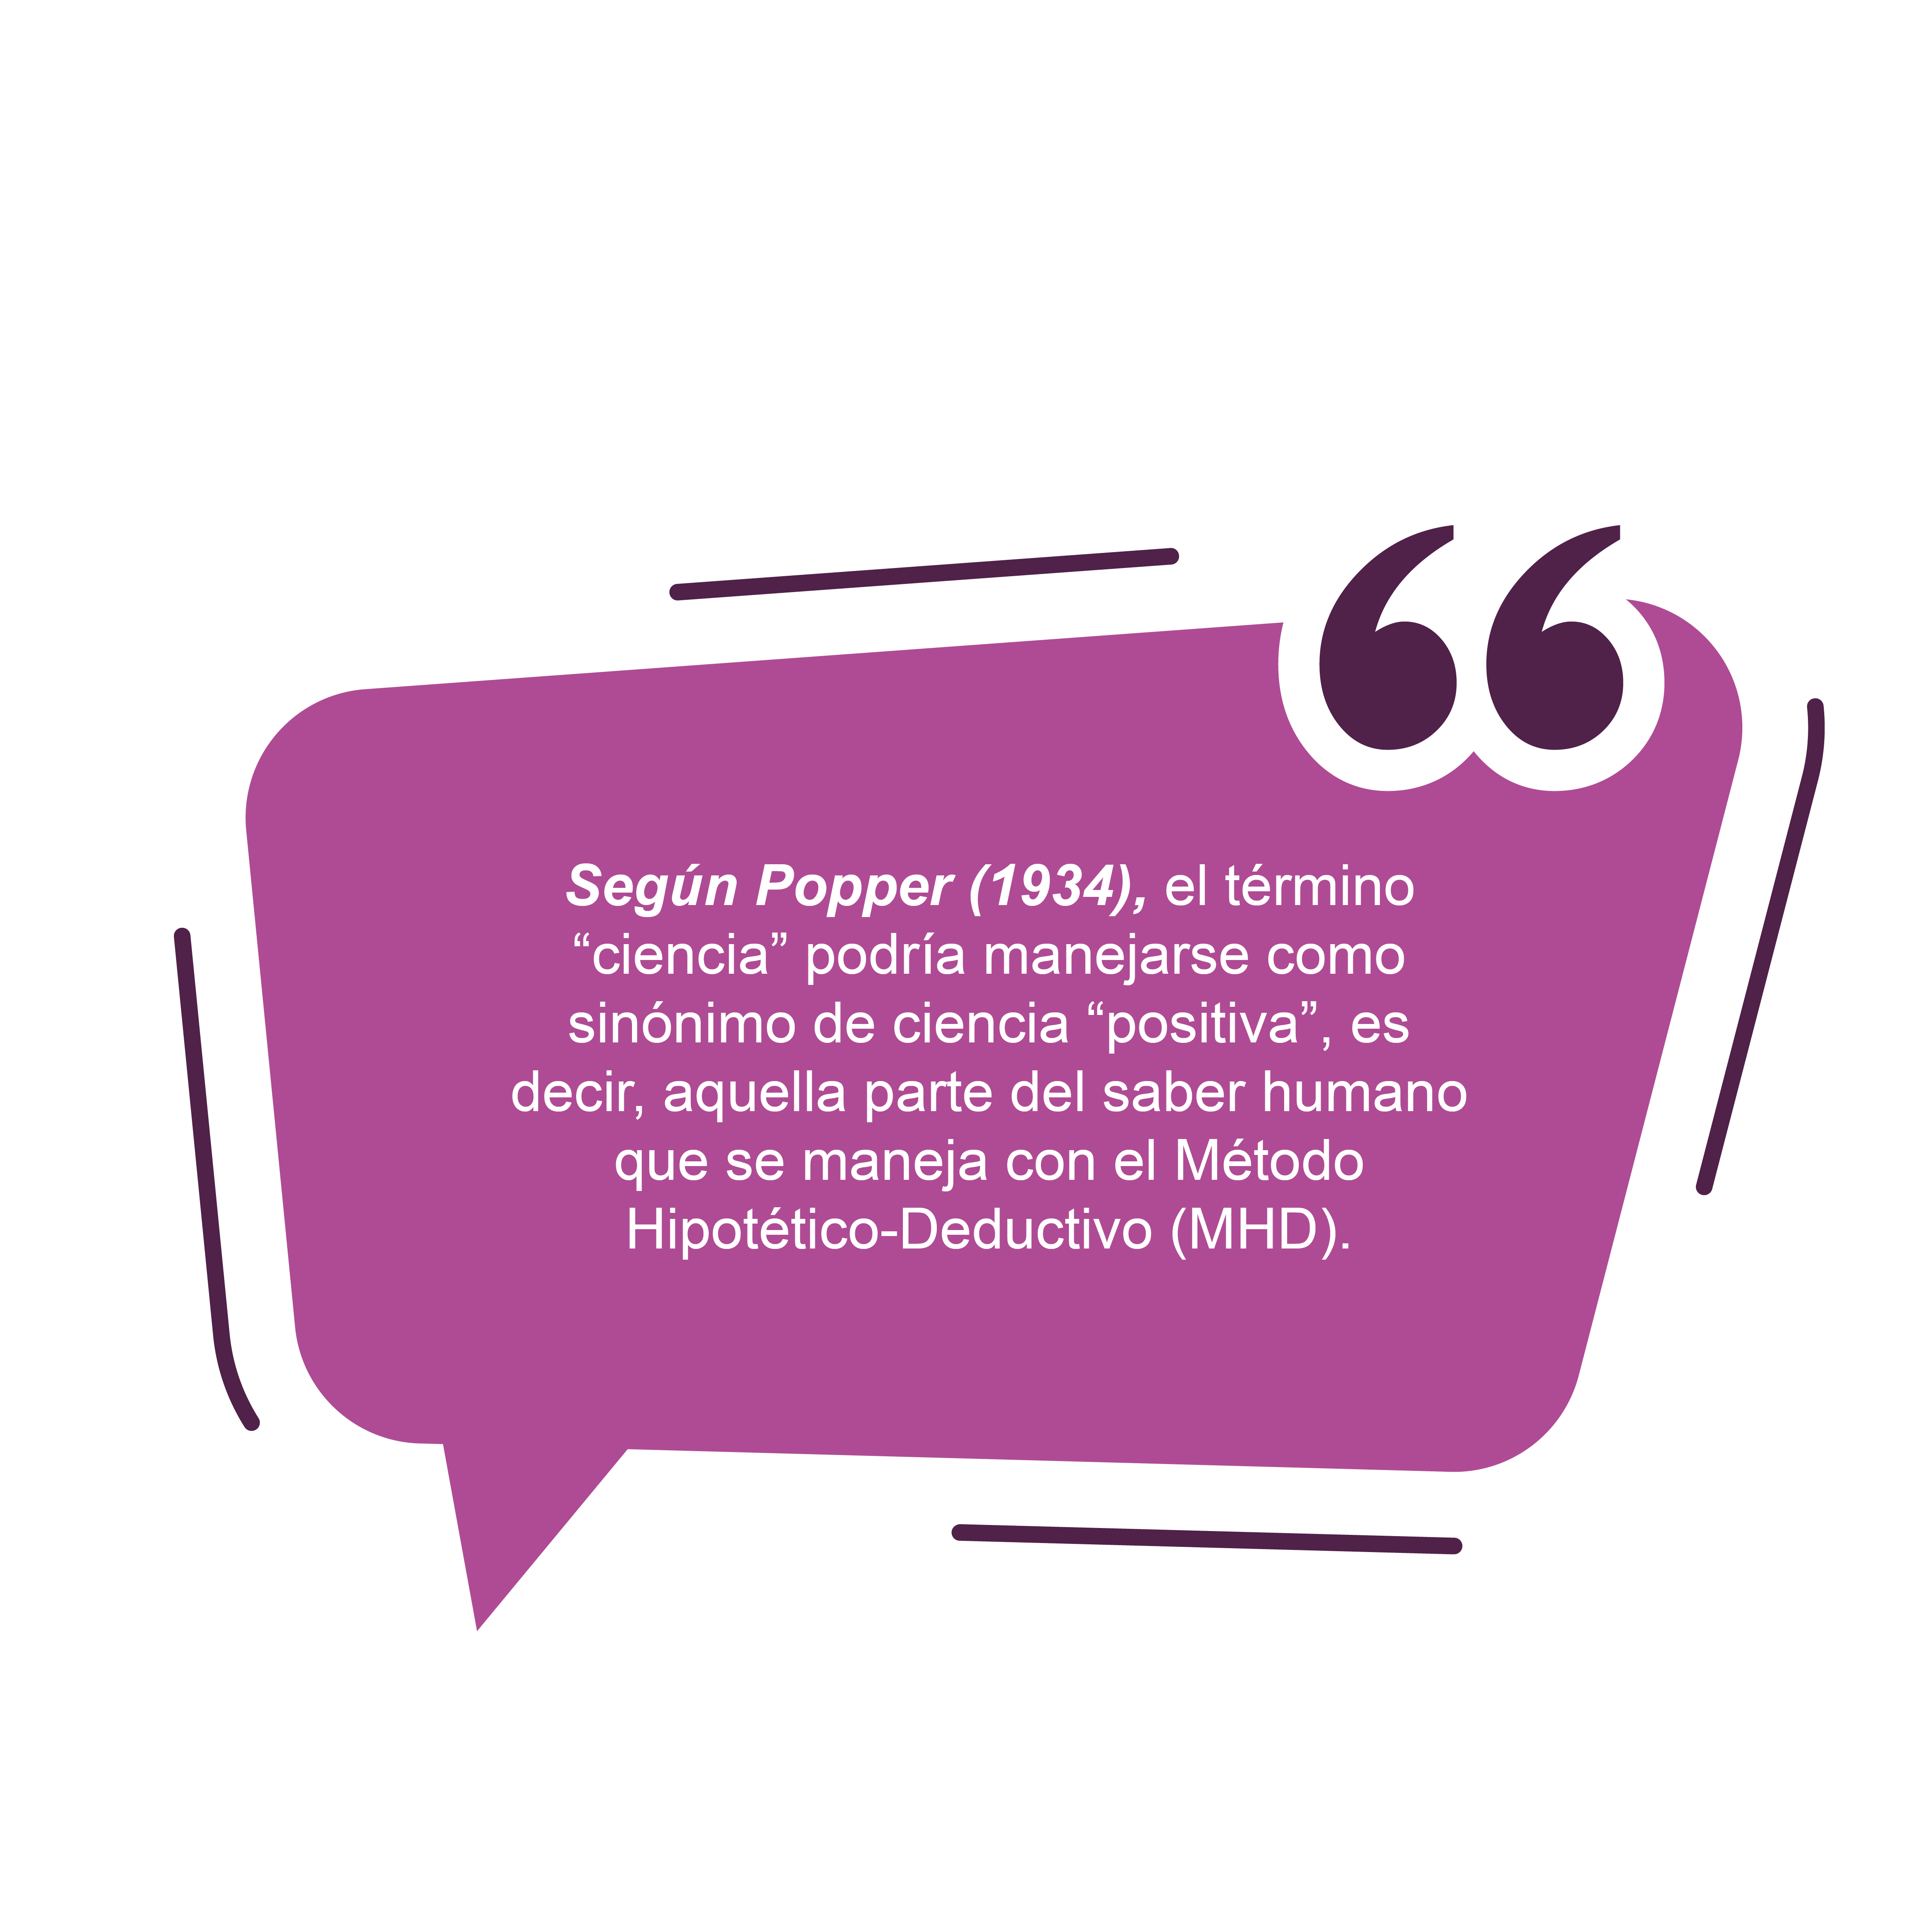 Según Popper (1934), el término
“ciencia” podría manejarse como
sinónimo de ciencia “positiva”, es
decir, aquella parte del saber humano
que se maneja con el Método
Hipotético-Deductivo (MHD).